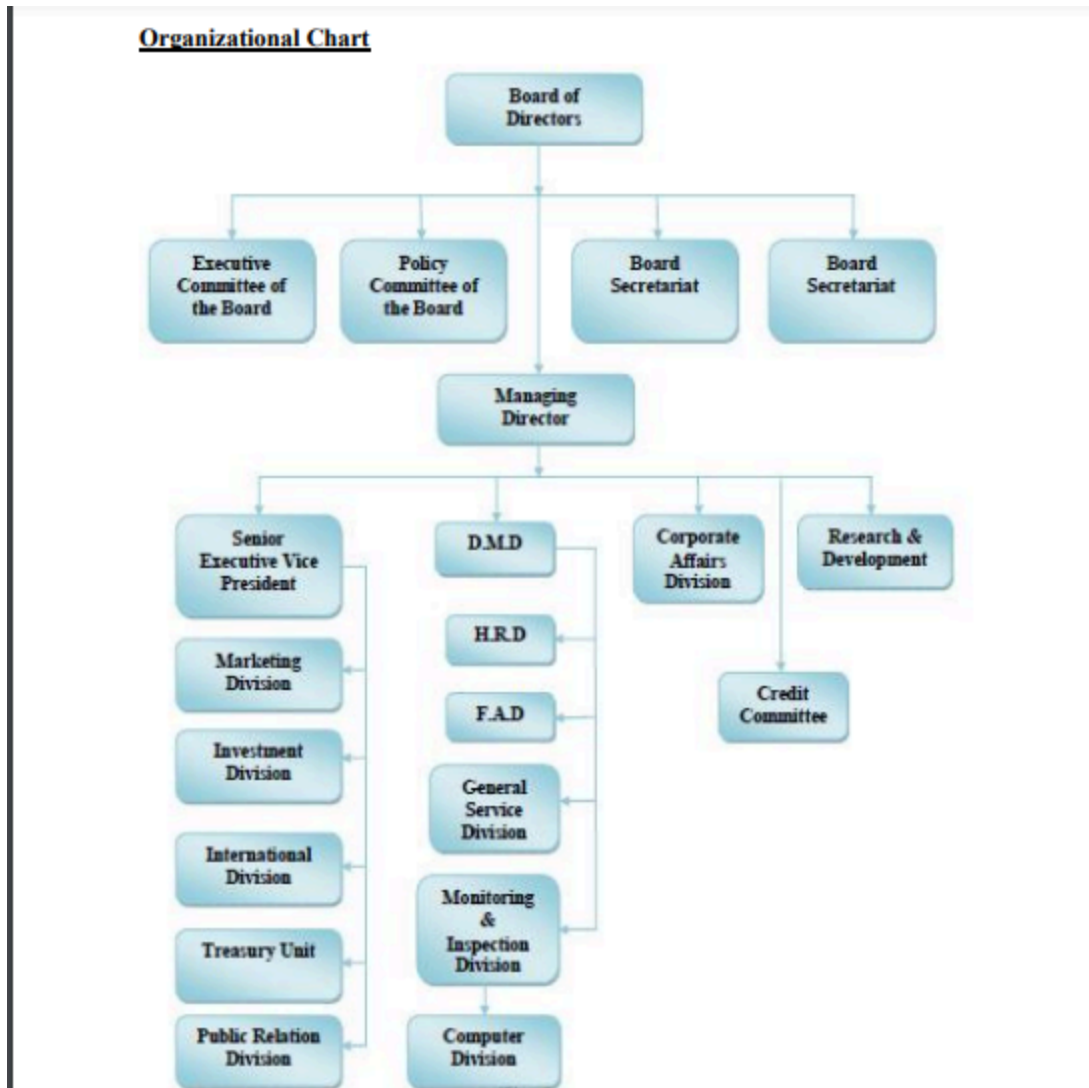 Organizational Chart
Board of
Directors
Executive
Committee of
the Board
Policy
Committee of
the Board
Board
Secretariat
Board
Secretariat
Managing
Director
Senior
Executive Vice
President
D.M.D
Corporate
Affairs
Division
Research &
Development
Marketing
Division
H.R.D
Credit
Committee
Investment
Division
F.A.D
General
Service
Division
International
Division
Monitoring
&
Inspection
Division
Treasury Unit
Public Relation
Division
Computer
Division